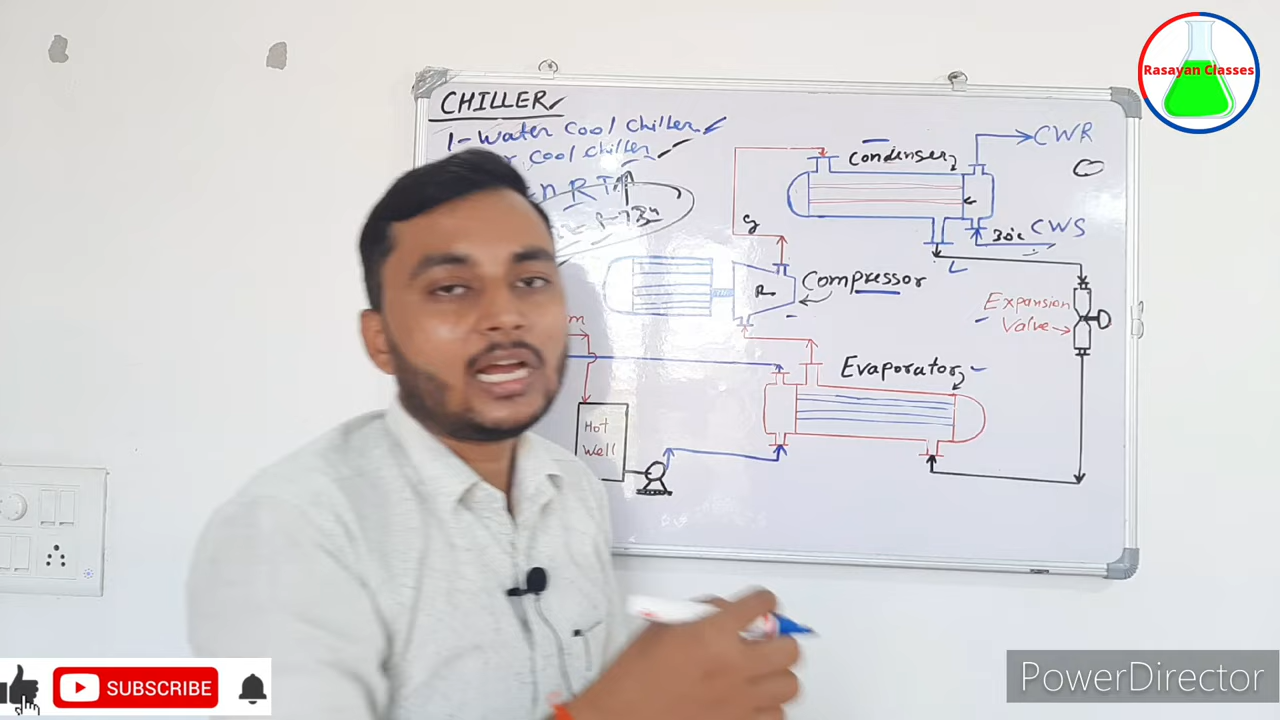 Rasayan Classes
CHILLER
1- Water Cool Chiller
Cool Chiller
R-134
Condenser
CWR
30°C CWS
L
Compressor
Expansion
Valve
Evaporator
Hot
Well
SUBSCRIBE
PowerDirector